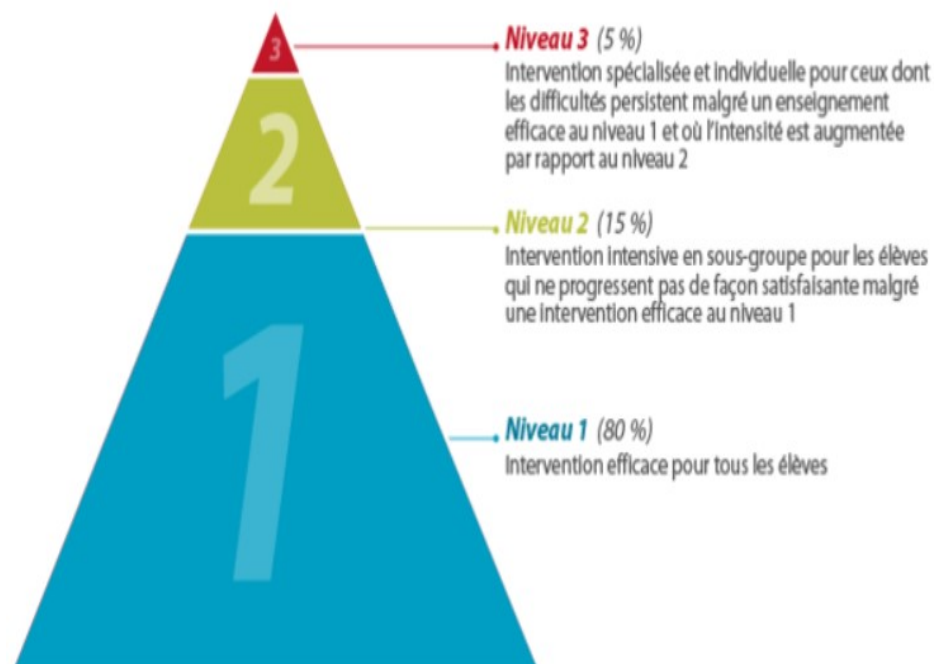 3
Niveau 3 (5 %)
Intervention spécialisée et individuelle pour ceux dont
les difficultés persistent malgré un enseignement
efficace au niveau 1 et où l'intensité est augmentée
par rapport au niveau 2
2
Niveau 2 (15 %)
Intervention intensive en sous-groupe pour les élèves
qui ne progressent pas de façon satisfaisante malgré
une intervention efficace au niveau 1
1
Niveau 1 (80 %)
Intervention efficace pour tous les élèves